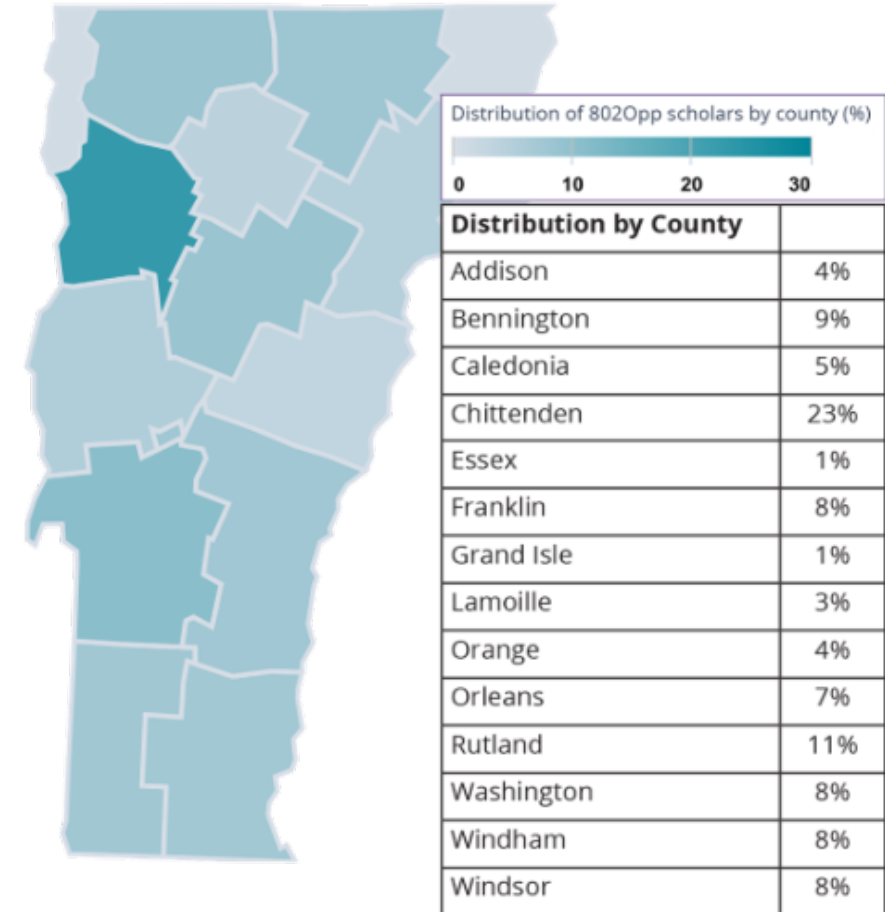 Distribution of 802Opp scholars by county (%)
0 10 20 30
Distribution by County
Addison 4%
Bennington 9%
Caledonia 5%
Chittenden 23%
Essex 1%
Franklin 8%
Grand Isle 1%
Lamoille 3%
Orange 4%
Orleans 7%
Rutland 11%
Washington 8%
Windham 8%
Windsor 8%